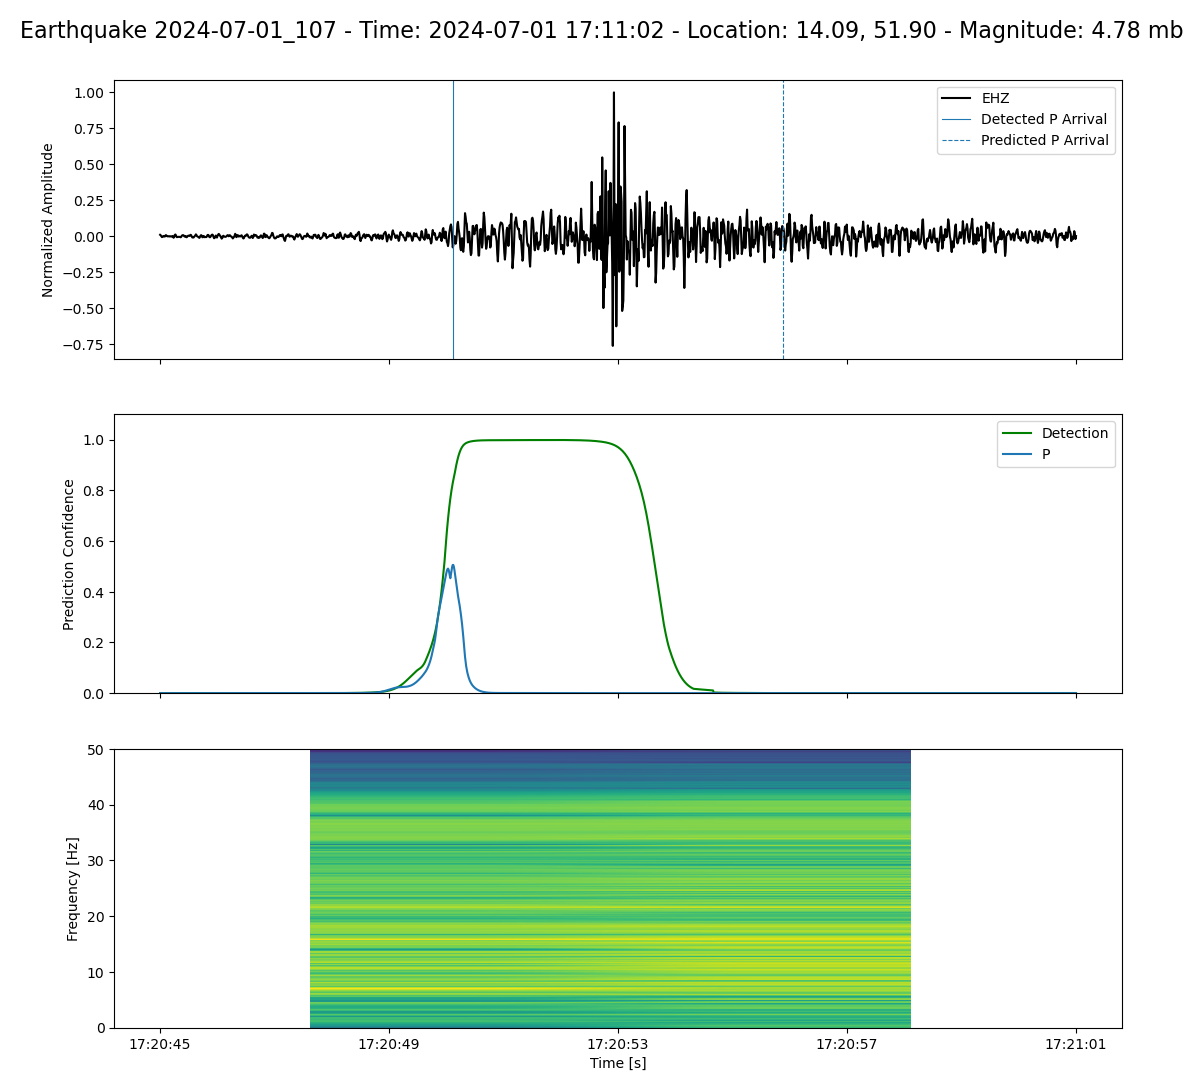 Earthquake 2024-07-01_107 - Time: 2024-07-01 17:11:02 - Location: 14.09, 51.90 - Magnitude: 4.78 mb
1.00
0.75
0.50
0.25
0.00
−0.25
−0.50
−0.75
Normalized Amplitude
EHZ
Detected P Arrival
Predicted P Arrival
1.0
0.8
0.6
0.4
0.2
0.0
Prediction Confidence
Detection
P
50
40
30
20
10
0
Frequency [Hz]
17:20:45 17:20:49 17:20:53 17:20:57 17:21:01
Time [s]